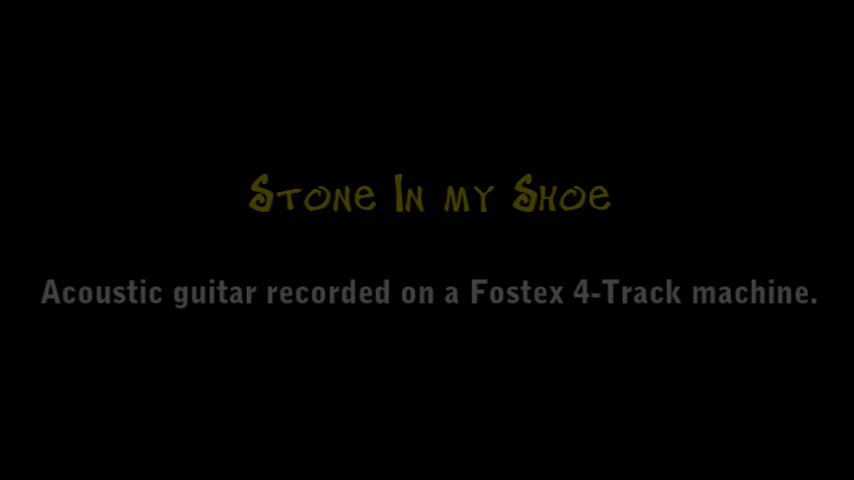 Stone In my Shoe
Acoustic guitar recorded on a Fostex 4-Track machine.